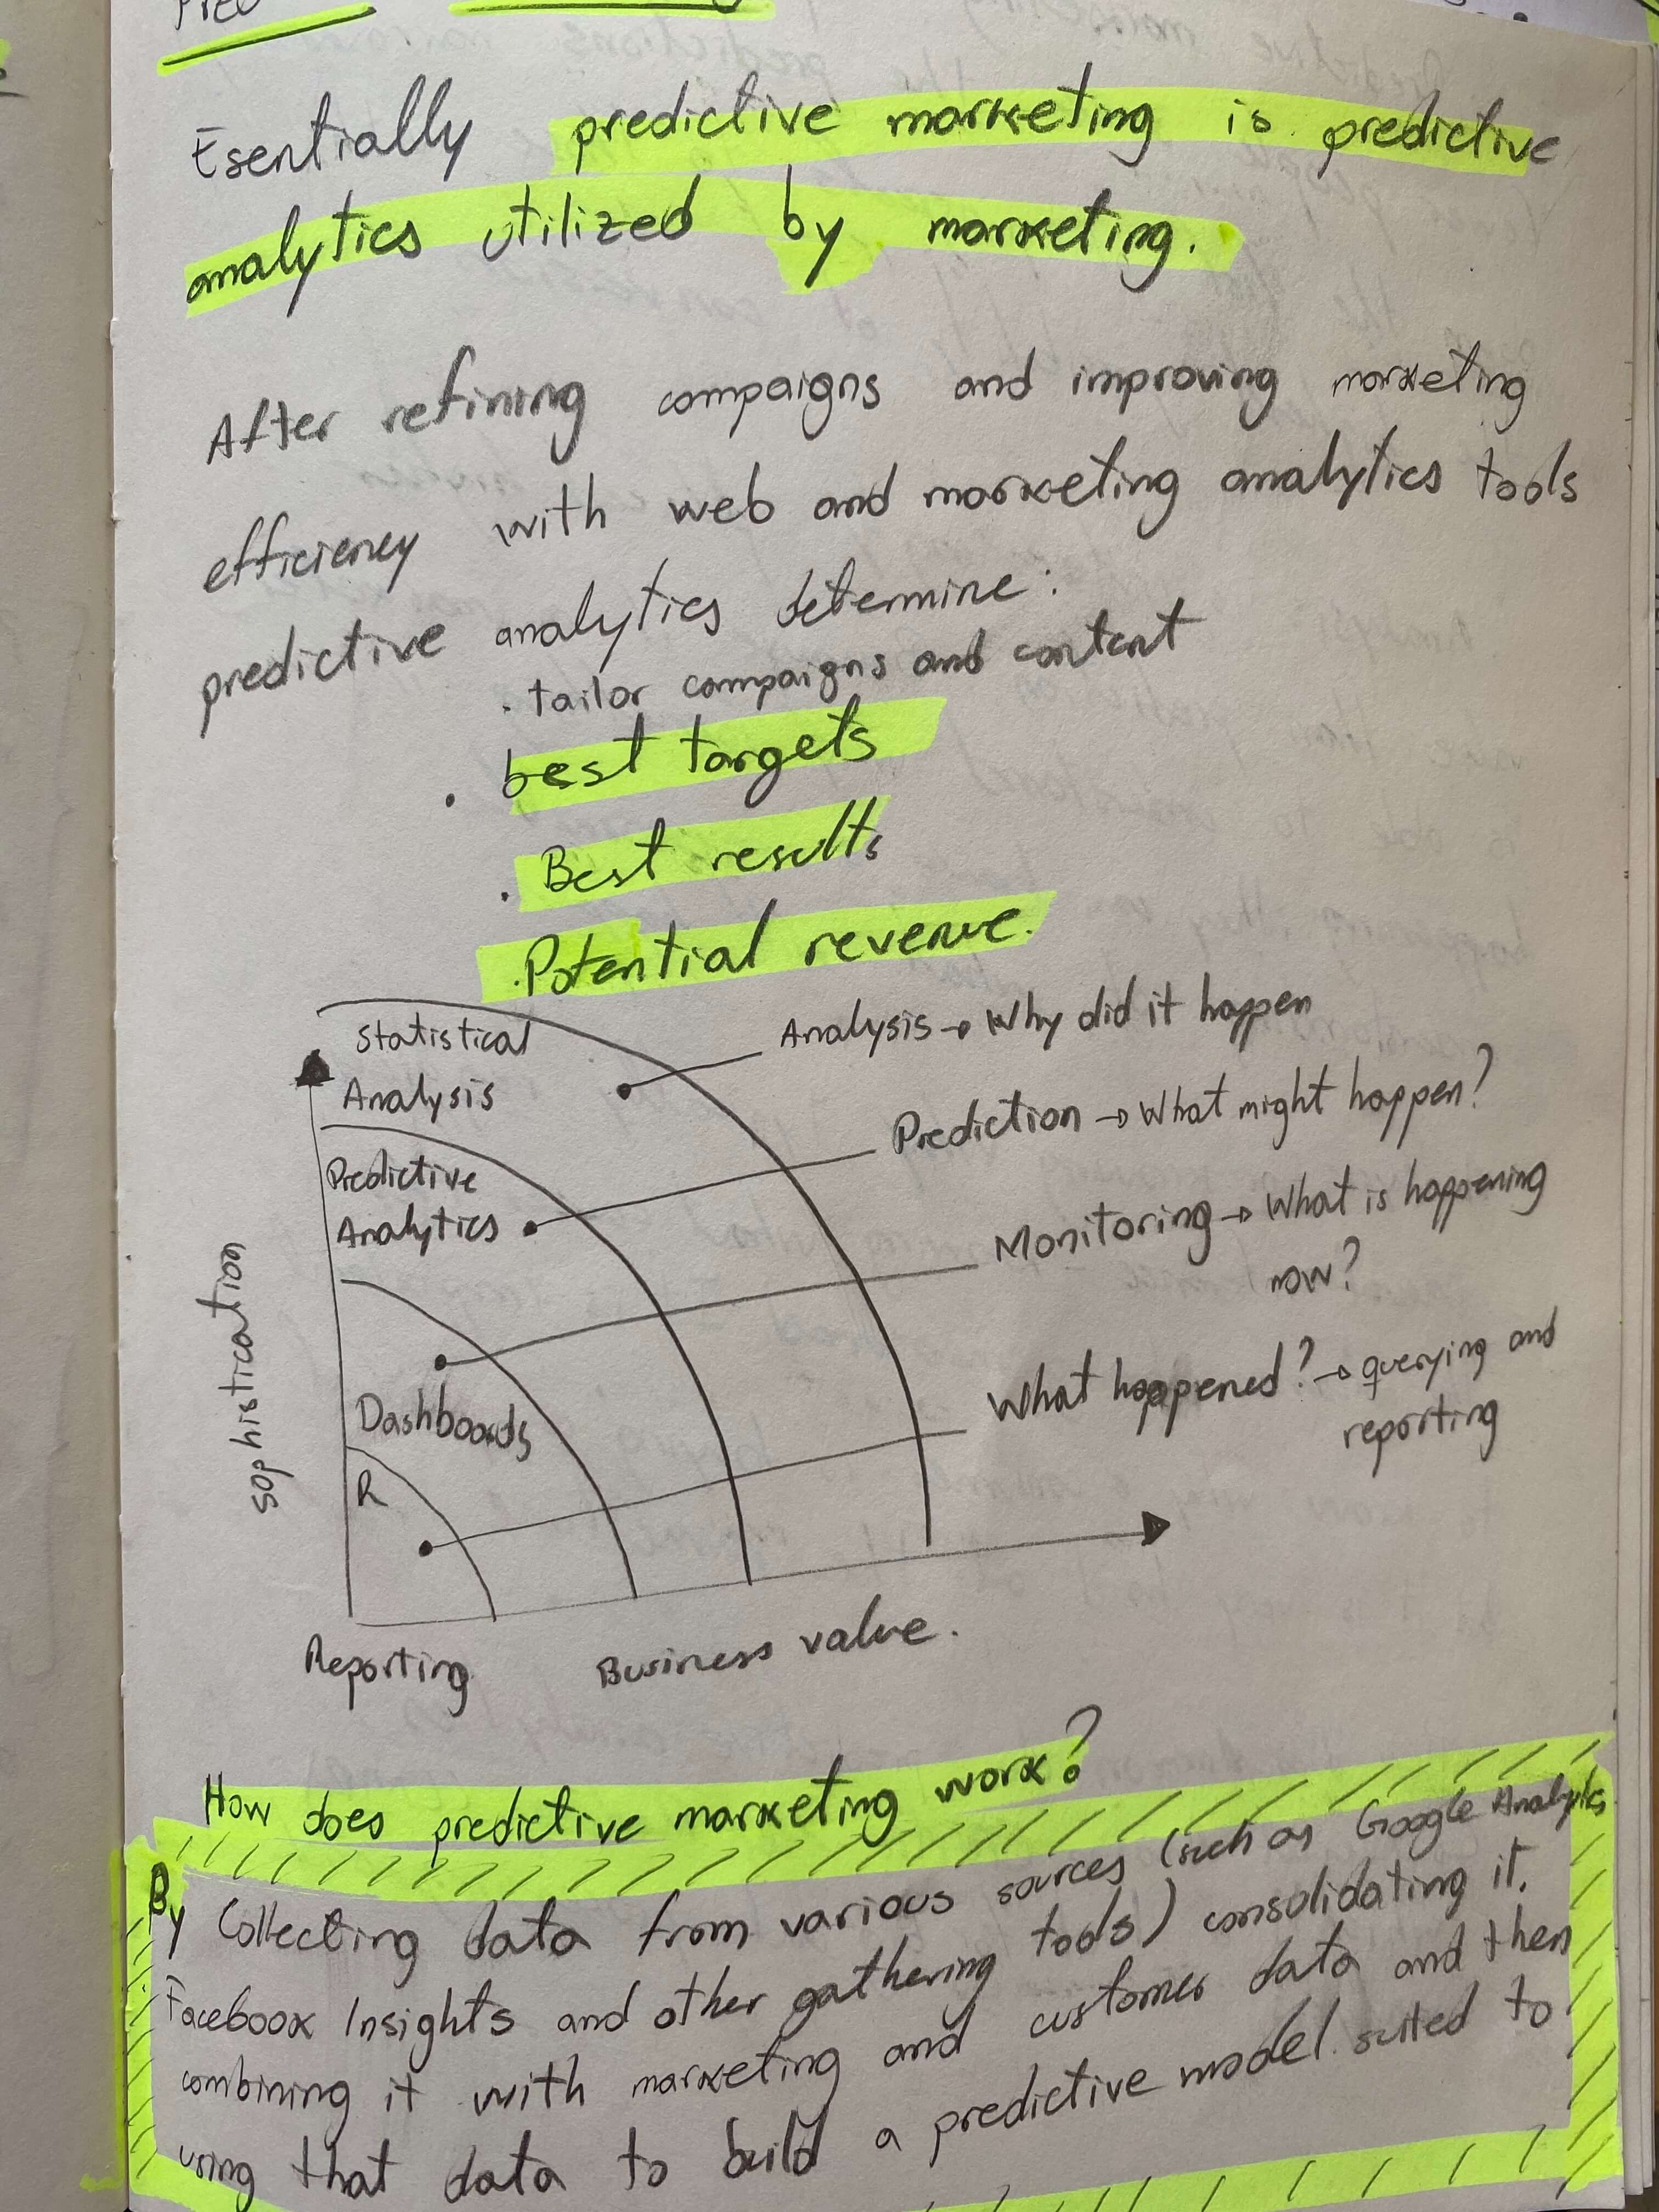 Esentially predictive marketing is predictive
analytics utilized by marketing.
After refining campaigns and improving marketing
efficiency with web and marketing analytics tools
predictive analytics determine:
. tailor campaigns and content
. best targets
. Best results
. Potential revenue.
Statistical
Analysis
Analysis → Why did it happen
Predictive
Analytics
Prediction → What might happen?
Monitoring → What is happening
now?
Dashboards
What happened? → querying and
reporting
R
sophistication
Reporting
Business value.
How does predictive marketing work?
By Collecting data from various sources (such as Google Analytics
Facebook Insights and other gathering tools) consolidating it.
combining it with marketing and customer data and then
using that data to build a predictive model suited to